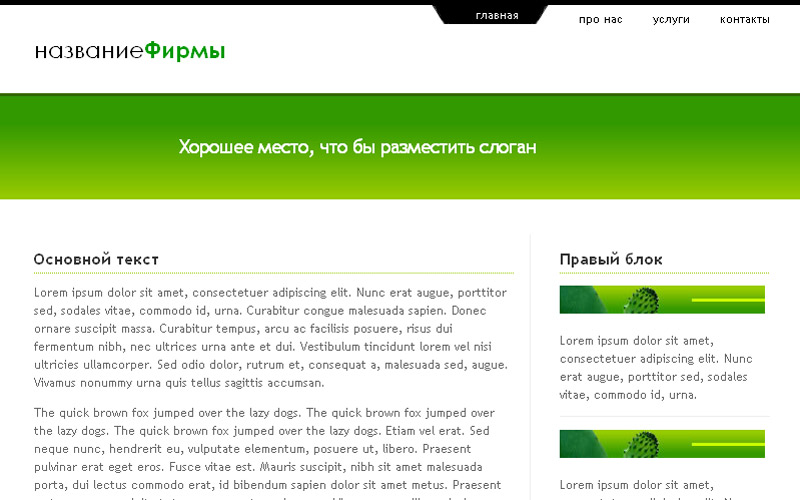 главная
про нас услуги контакты
названиеФирмы
Хорошее место, что бы разместить слоган
Основной текст
Lorem ipsum dolor sit amet, consectetuer adipiscing elit. Nunc erat augue, porttitor
sed, sodales vitae, commodo id, urna. Curabitur congue malesuada sapien. Donec
ornare suscipit massa. Curabitur tempus, arcu ac facilisis posuere, risus dui
fermentum nibh, nec ultrices urna ante et dui. Vestibulum tincidunt lorem vel nisi
ultricies ullamcorper. Sed odio dolor, rutrum et, consequat a, malesuada sed, augue.
Vivamus nonummy urna quis tellus sagittis accumsan.
The quick brown fox jumped over the lazy dogs. The quick brown fox jumped over
the lazy dogs. The quick brown fox jumped over the lazy dogs. Etiam vel erat. Sed
neque nunc, hendrerit eu, vulputate elementum, posuere ut, libero. Praesent
pulvinar erat eget eros. Fusce vitae est. Mauris suscipit, nibh sit amet malesuada
porta, dui lectus commodo erat, id bibendum sapien dolor sit amet metus. Praesent
Правый блок
Lorem ipsum dolor sit amet,
consectetuer adipiscing elit. Nunc
erat augue, porttitor sed, sodales
vitae, commodo id, urna.
Lorem ipsum dolor sit amet,